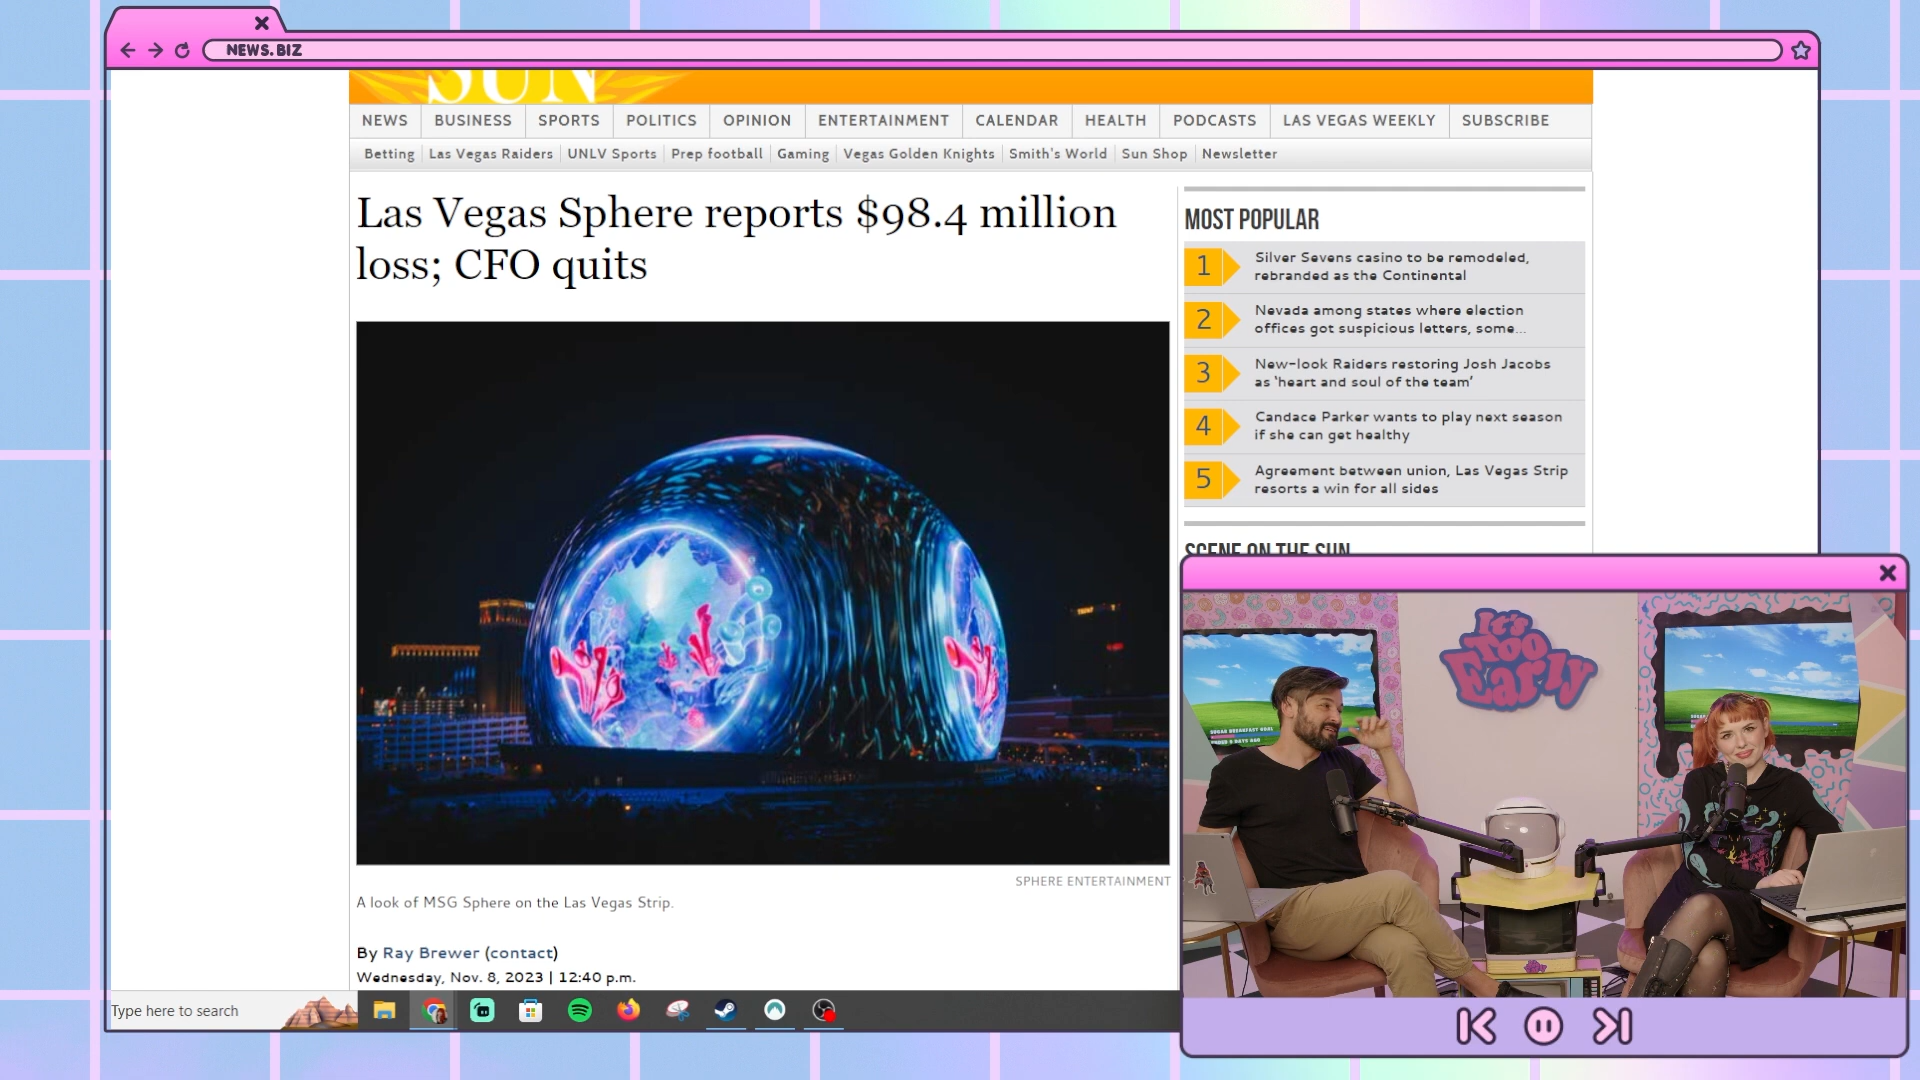 NEWS.BIZ
SUN
NEWS BUSINESS SPORTS POLITICS OPINION ENTERTAINMENT CALENDAR HEALTH PODCASTS LAS VEGAS WEEKLY SUBSCRIBE
Betting Las Vegas Raiders UNLV Sports Prep football Gaming Vegas Golden Knights Smith's World Sun Shop Newsletter
Las Vegas Sphere reports $98.4 million
loss; CFO quits
SPHERE ENTERTAINMENT
A look of MSG Sphere on the Las Vegas Strip.
By Ray Brewer (contact)
Wednesday, Nov. 8, 2023 | 12:40 p.m.
MOST POPULAR
1 Silver Sevens casino to be remodeled,
rebranded as the Continental
2 Nevada among states where election
offices got suspicious letters, some...
3 New-look Raiders restoring Josh Jacobs
as ‘heart and soul of the team’
4 Candace Parker wants to play next season
if she can get healthy
5 Agreement between union, Las Vegas Strip
resorts a win for all sides
SCENE ON THE SUN
It's
Too
Early
TRUMP
Type here to search